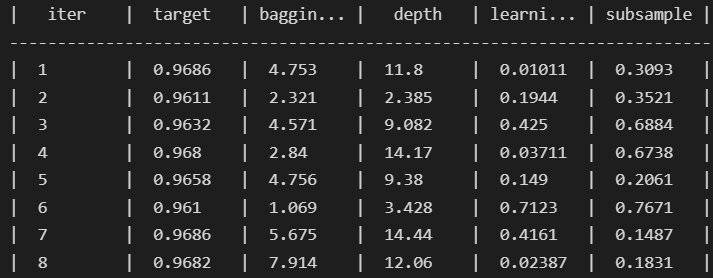 | iter | target | baggin... | depth | learni... | subsample |
-------------------------------------------------------------------------
| 1 | 0.9686 | 4.753 | 11.8 | 0.01011 | 0.3093 |
| 2 | 0.9611 | 2.321 | 2.385 | 0.1944 | 0.3521 |
| 3 | 0.9632 | 4.571 | 9.082 | 0.425 | 0.6884 |
| 4 | 0.968 | 2.84 | 14.17 | 0.03711 | 0.6738 |
| 5 | 0.9658 | 4.756 | 9.38 | 0.149 | 0.2061 |
| 6 | 0.961 | 1.069 | 3.428 | 0.7123 | 0.7671 |
| 7 | 0.9686 | 5.675 | 14.44 | 0.4161 | 0.1487 |
| 8 | 0.9682 | 7.914 | 12.06 | 0.02387 | 0.1831 |